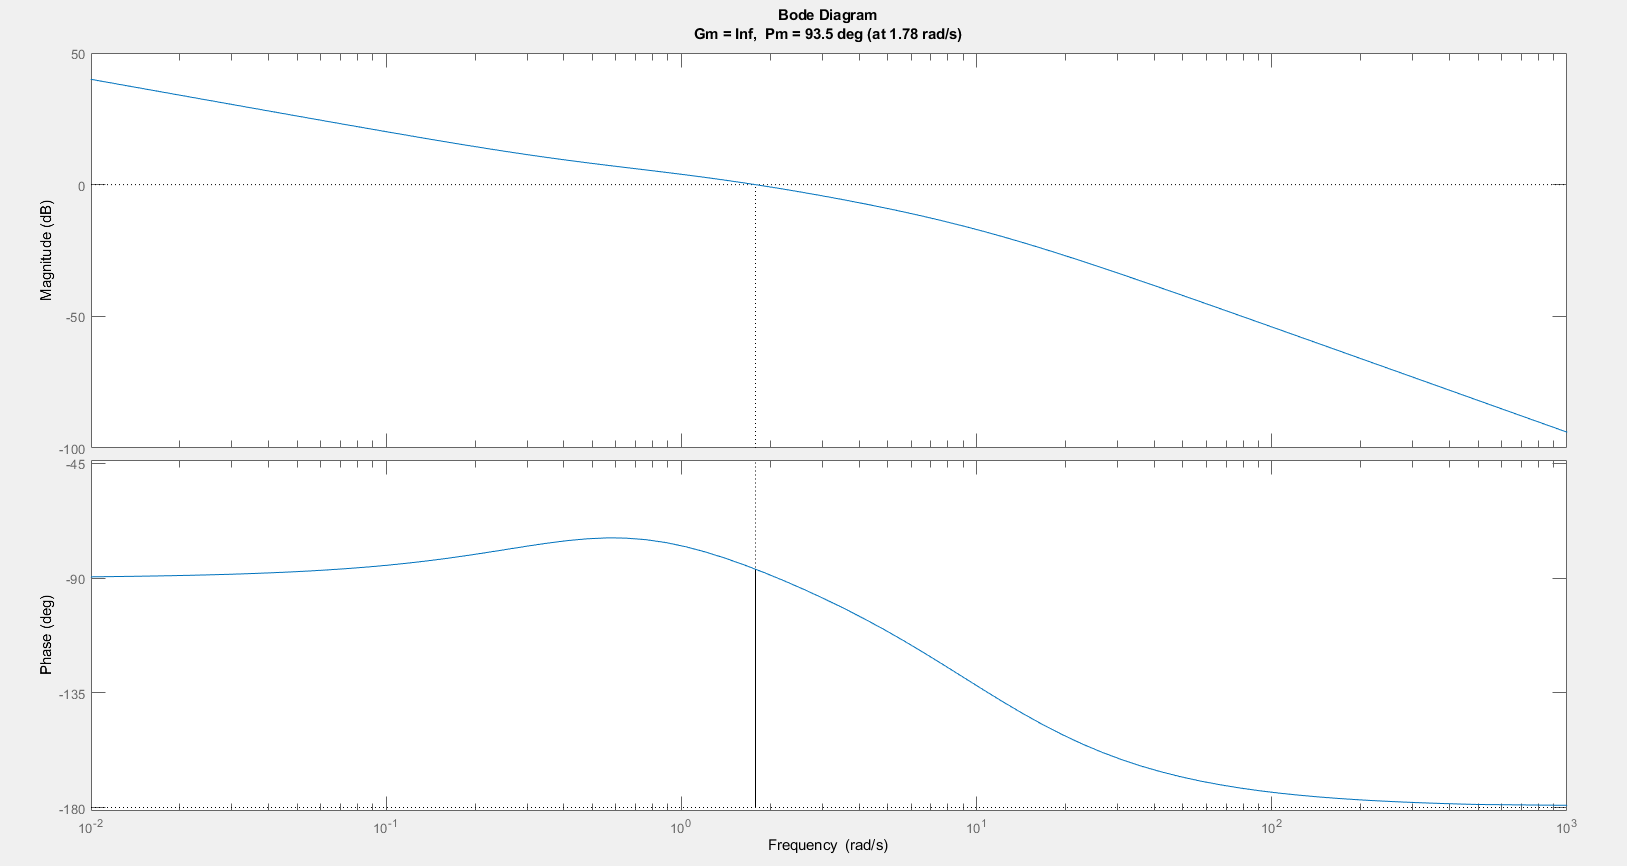 Bode Diagram
Gm = Inf,  Pm = 93.5 deg (at 1.78 rad/s)
50
0
-50
-100
Magnitude (dB)
-45
-90
-135
-180
Phase (deg)
10^-2 10^-1 10^0 10^1 10^2 10^3
Frequency  (rad/s)